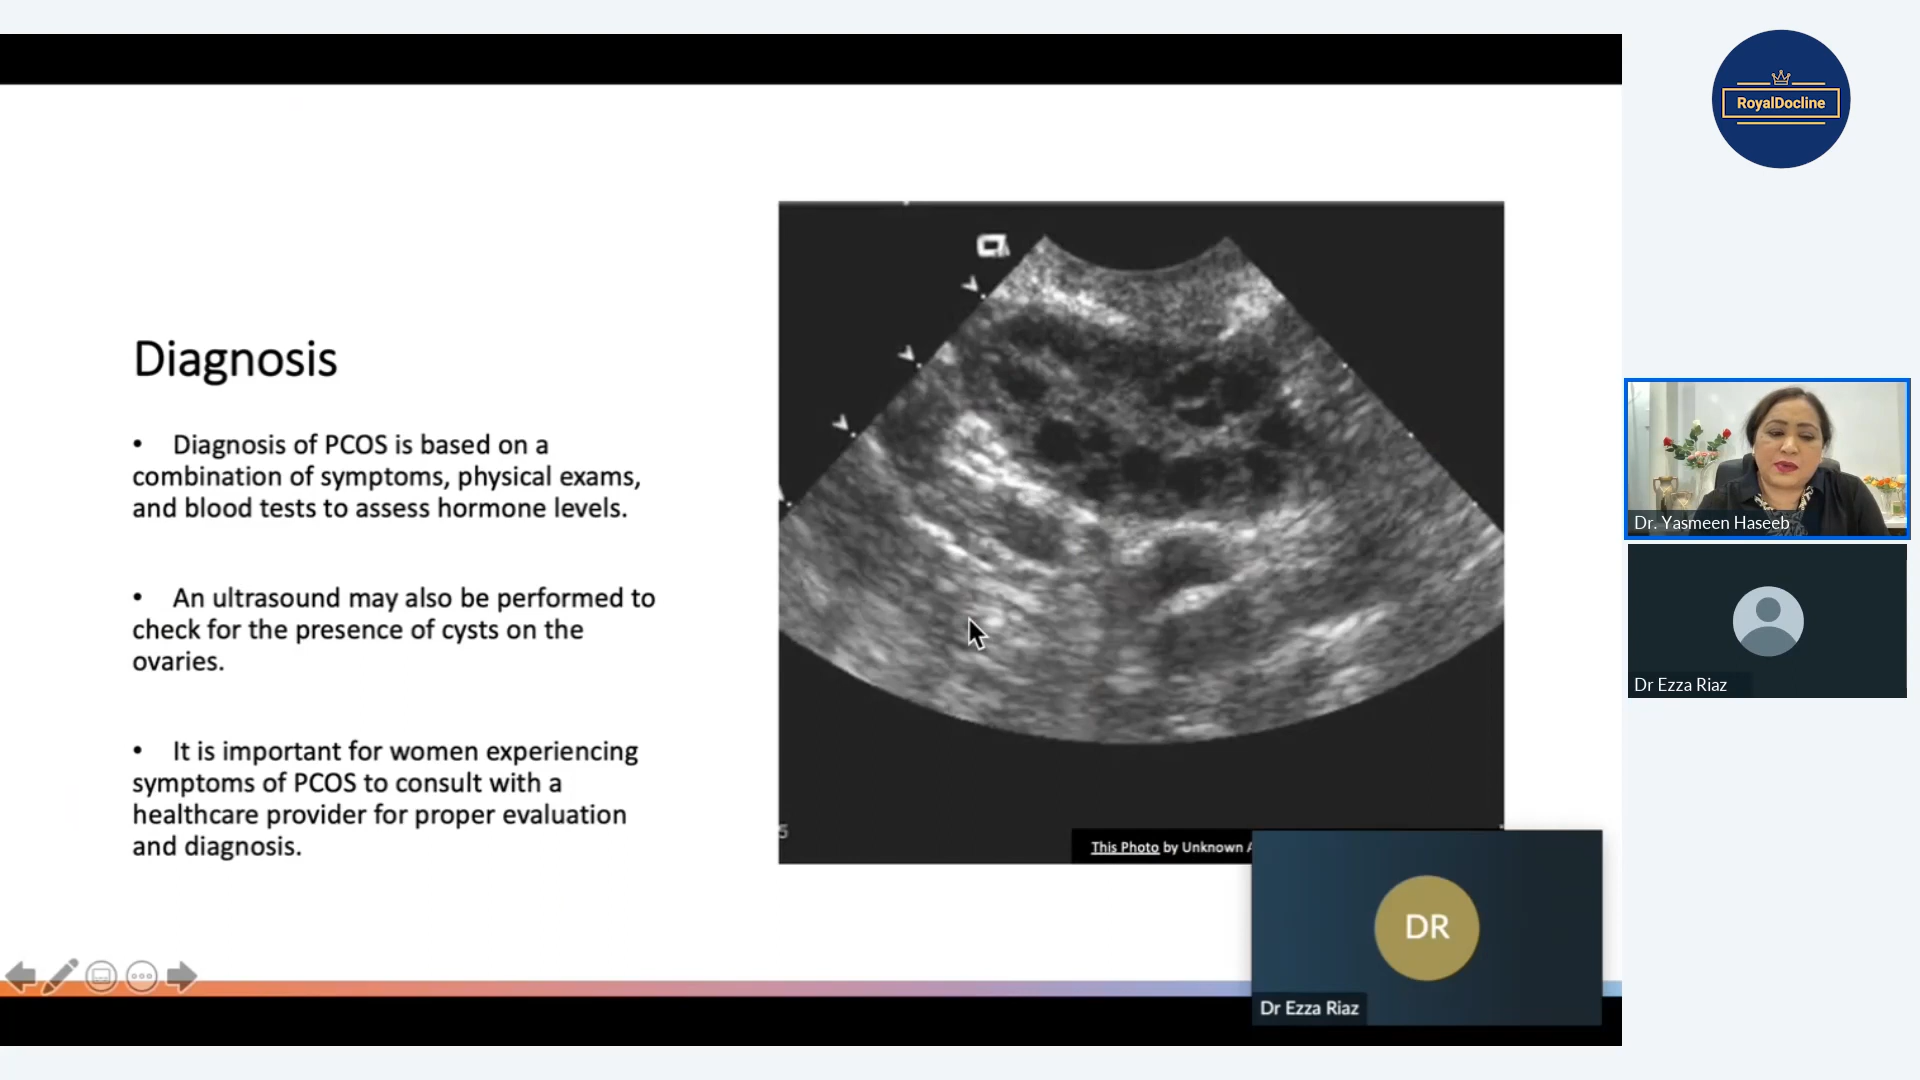 RoyalDocline
Diagnosis
• Diagnosis of PCOS is based on a
combination of symptoms, physical exams,
and blood tests to assess hormone levels.
• An ultrasound may also be performed to
check for the presence of cysts on the
ovaries.
• It is important for women experiencing
symptoms of PCOS to consult with a
healthcare provider for proper evaluation
and diagnosis.
5
This Photo by Unknown A
DR
Dr Ezza Riaz
Dr. Yasmeen Haseeb
Dr Ezza Riaz